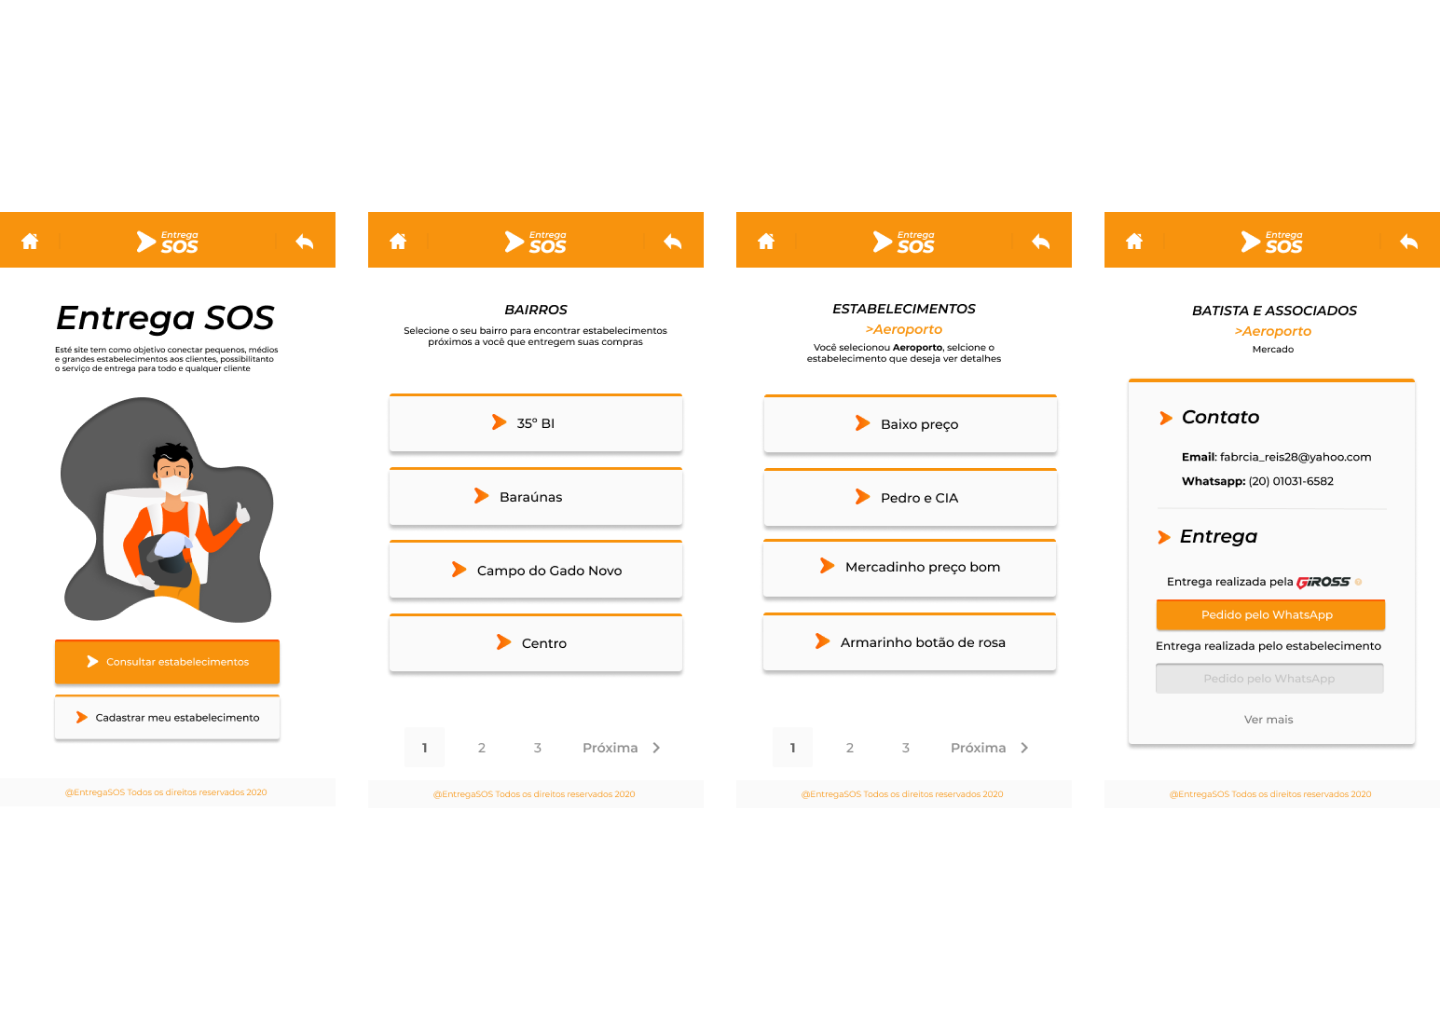 Entrega
SOS
Entrega SOS
Esté site tem como objetivo conectar pequenos, médios
e grandes estabelecimentos aos clientes, possibilitanto
o serviço de entrega para todo e qualquer cliente
Consultar estabelecimentos
Cadastrar meu estabelecimento
@EntregaSOS Todos os direitos reservados 2020
Entrega
SOS
BAIRROS
Selecione o seu bairro para encontrar estabelecimentos
próximos a você que entregem suas compras
35º BI
Baraúnas
Campo do Gado Novo
Centro
1 2 3 Próxima
@EntregaSOS Todos os direitos reservados 2020
Entrega
SOS
ESTABELECIMENTOS
>Aeroporto
Você selecionou Aeroporto, selcione o
estabelecimento que deseja ver detalhes
Baixo preço
Pedro e CIA
Mercadinho preço bom
Armarinho botão de rosa
1 2 3 Próxima
@EntregaSOS Todos os direitos reservados 2020
Entrega
SOS
BATISTA E ASSOCIADOS
>Aeroporto
Mercado
Contato
Email: fabrcia_reis28@yahoo.com
Whatsapp: (20) 01031-6582
Entrega
Entrega realizada pela GIROSS
Pedido pelo WhatsApp
Entrega realizada pelo estabelecimento
Pedido pelo WhatsApp
Ver mais
@EntregaSOS Todos os direitos reservados 2020